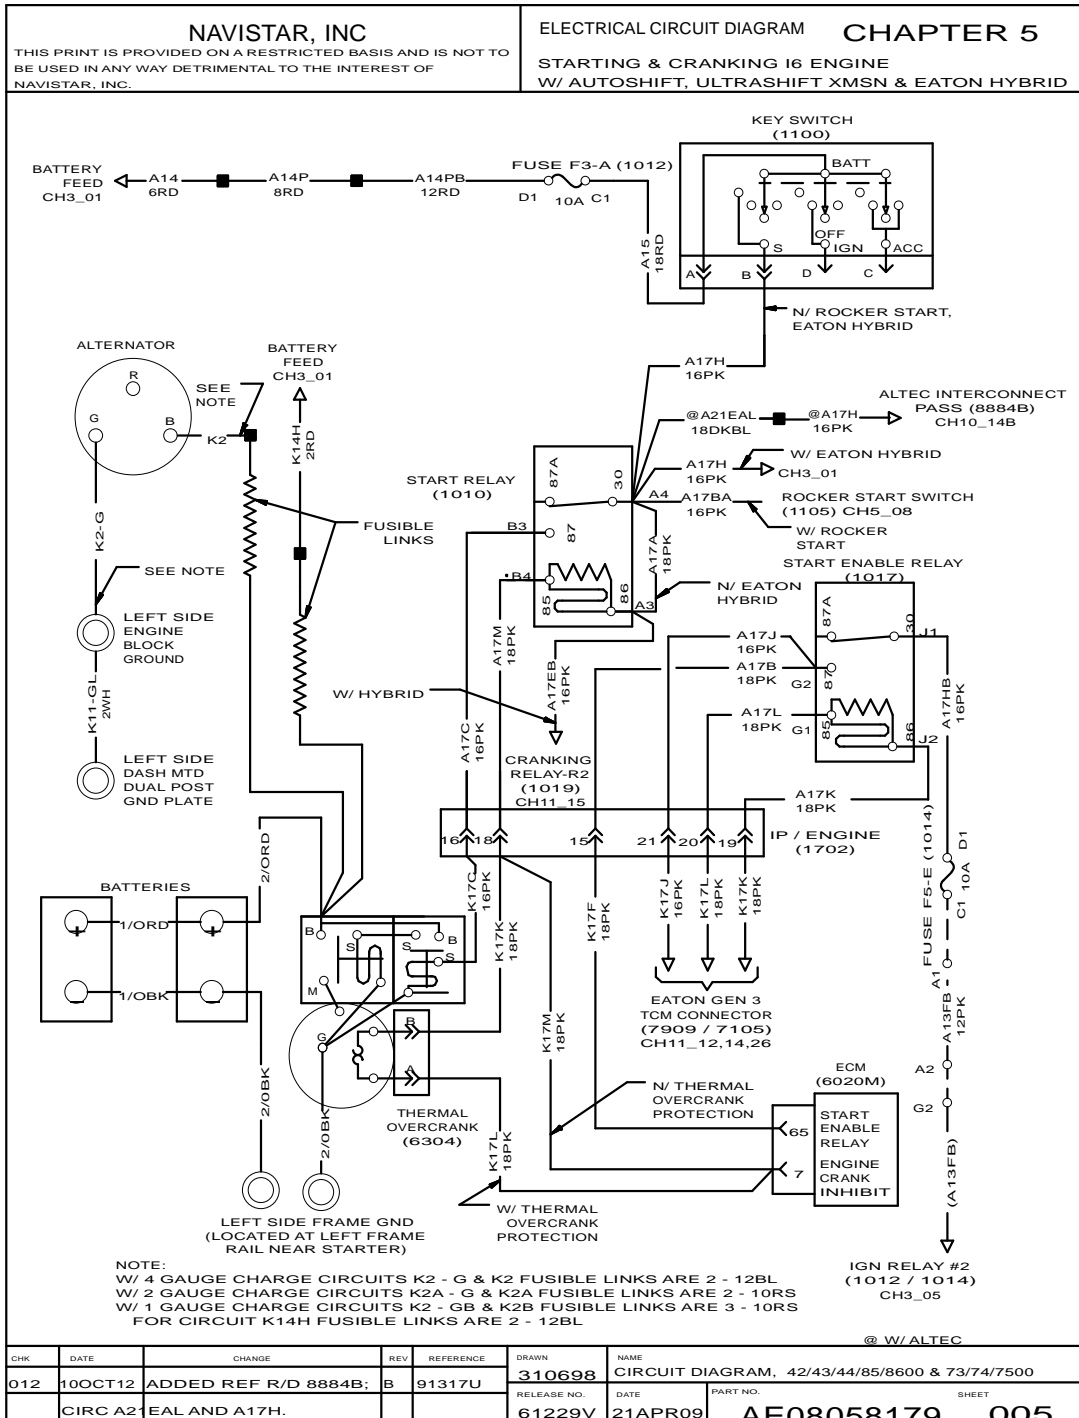 NAVISTAR, INC
THIS PRINT IS PROVIDED ON A RESTRICTED BASIS AND IS NOT TO
BE USED IN ANY WAY DETRIMENTAL TO THE INTEREST OF
NAVISTAR, INC.
ELECTRICAL CIRCUIT DIAGRAM CHAPTER 5
STARTING & CRANKING I6 ENGINE
W/ AUTOSHIFT, ULTRASHIFT XMSN & EATON HYBRID
KEY SWITCH
(1100)
BATT
OFF
S
IGN
ACC
A
B
D
C
BATTERY
FEED
CH3_01
A14
6RD
A14P
8RD
A14PB
12RD
FUSE F3-A (1012)
D1
10A
C1
A15
18RD
N/ ROCKER START,
EATON HYBRID
ALTERNATOR
R
G
B
SEE
NOTE
K2
BATTERY
FEED
CH3_01
K14H
2RD
A17H
16PK
@A21EAL
18DKBL
@A17H
16PK
ALTEC INTERCONNECT
PASS (8884B)
CH10_14B
W/ EATON HYBRID
A17H
16PK
CH3_01
START RELAY
(1010)
87A
30
87
85
86
A4
A17BA
16PK
ROCKER START SWITCH
(1105) CH5_08
W/ ROCKER
START
B3
B4
A3
A17A
18PK
N/ EATON
HYBRID
FUSIBLE
LINKS
K2-G
SEE NOTE
LEFT SIDE
ENGINE
BLOCK
GROUND
K11-GL
2WH
LEFT SIDE
DASH MTD
DUAL POST
GND PLATE
START ENABLE RELAY
(1017)
87A
30
87
85
86
J1
J2
G2
G1
A17J
16PK
A17B
18PK
A17L
18PK
A17K
18PK
A17HB
16PK
A17M
18PK
A17C
16PK
A17EB
16PK
W/ HYBRID
CRANKING
RELAY-R2
(1019)
CH11_15
16
18
15
21
20
19
IP / ENGINE
(1702)
FUSE F5-E (1014)
D1
10A
C1
A1
A13FB
12PK
A2
G2
(A13FB)
IGN RELAY #2
(1012 / 1014)
CH3_05
BATTERIES
1/ORD
1/OBK
2/ORD
2/0BK
2/0BK
B
S
S
B
S
M
G
B
A
K17C
16PK
K17K
18PK
K17M
18PK
K17F
18PK
K17J
16PK
K17L
18PK
K17K
18PK
EATON GEN 3
TCM CONNECTOR
(7909 / 7105)
CH11_12,14,26
THERMAL
OVERCRANK
(6304)
K17L
18PK
N/ THERMAL
OVERCRANK
PROTECTION
W/ THERMAL
OVERCRANK
PROTECTION
ECM
(6020M)
65
START
ENABLE
RELAY
7
ENGINE
CRANK
INHIBIT
LEFT SIDE FRAME GND
(LOCATED AT LEFT FRAME
RAIL NEAR STARTER)
NOTE:
W/ 4 GAUGE CHARGE CIRCUITS K2 - G & K2 FUSIBLE LINKS ARE 2 - 12BL
W/ 2 GAUGE CHARGE CIRCUITS K2A - G & K2A FUSIBLE LINKS ARE 2 - 10RS
W/ 1 GAUGE CHARGE CIRCUITS K2 - GB & K2B FUSIBLE LINKS ARE 3 - 10RS
FOR CIRCUIT K14H FUSIBLE LINKS ARE 2 - 12BL
@ W/ ALTEC
CHK DATE CHANGE REV REFERENCE
012 10OCT12 ADDED REF R/D 8884B; B 91317U
CIRC A21EAL AND A17H.
DRAWN
310698
NAME
CIRCUIT DIAGRAM, 42/43/44/85/8600 & 73/74/7500
RELEASE NO.
61229V
DATE
21APR09
PART NO.
AE08058179
SHEET
005